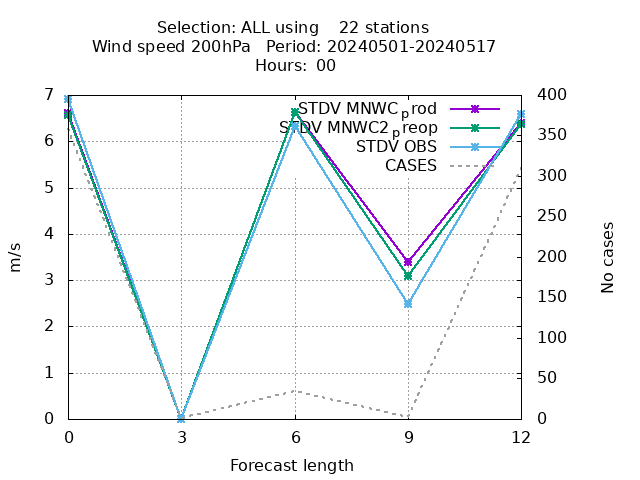 Selection: ALL using 22 stations
Wind speed 200hPa Period: 20240501-20240517
Hours: 00
STDV MNWCprod
STDV MNWC2preop
STDV OBS
CASES
7
6
5
4
3
2
1
0
m/s
400
350
300
250
200
150
100
50
0
No cases
0 3 6 9 12
Forecast length